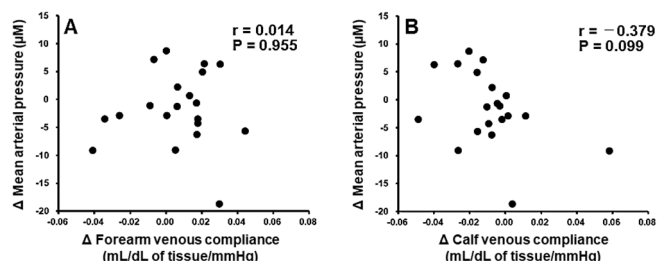 A
r = 0.014
P = 0.955
Δ Mean arterial pressure (μM)
15
10
5
0
-5
-10
-15
-20
-0.06
-0.04
-0.02
0.00
0.02
0.04
0.06
0.08
Δ Forearm venous compliance
(mL/dL of tissue/mmHg)
B
r = －0.379
P = 0.099
Δ Mean arterial pressure (μM)
15
10
5
0
-5
-10
-15
-20
-0.06
-0.04
-0.02
0.00
0.02
0.04
0.06
0.08
Δ Calf venous compliance
(mL/dL of tissue/mmHg)